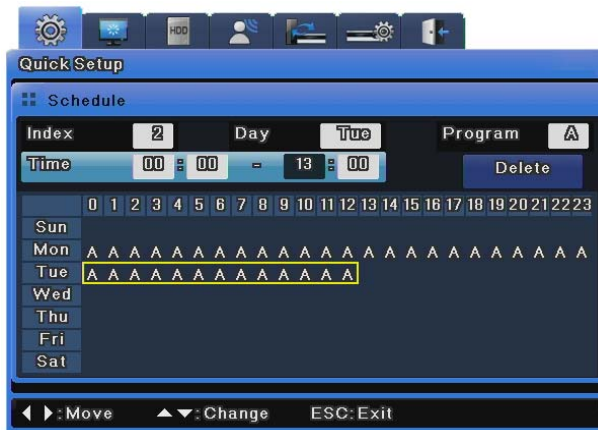 HDD
Quick Setup
Schedule
Index 2 Day Tue Program A
Time 00 : 00 - 13 : 00 Delete
0 1 2 3 4 5 6 7 8 9 10 11 12 13 14 15 16 17 18 19 20 21 22 23
Sun
Mon A A A A A A A A A A A A A A A A A A A A A A A A
Tue A A A A A A A A A A A A A
Wed
Thu
Fri
Sat
:Move :Change ESC:Exit